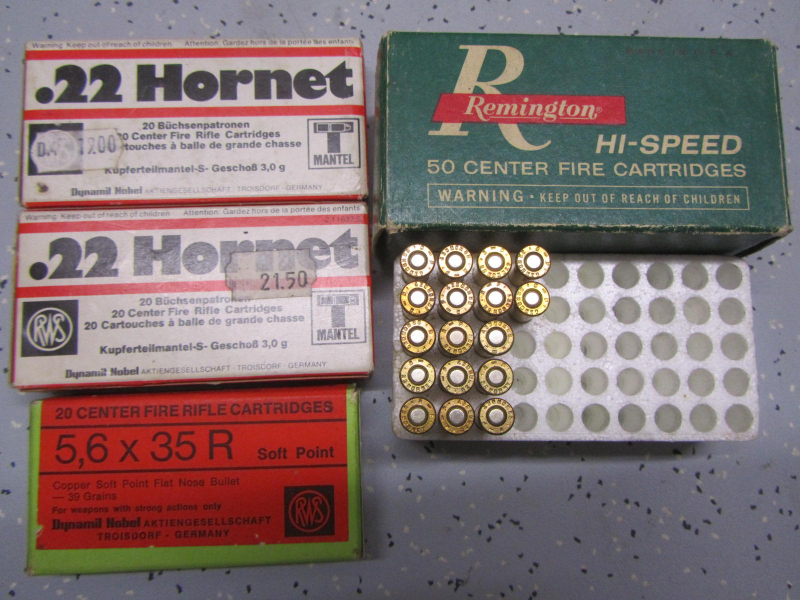 Warning: Keep out of reach of children   Attention: Gardez hors de la portée des enfants
.22 Hornet
20 Büchsenpatronen
20 Center Fire Rifle Cartridges
Cartouches à balle de grande chasse
Kupferteilmantel-S- Geschoß 3,0 g
Dynamit Nobel AKTIENGESELLSCHAFT · TROISDORF - GERMANY
1200
T
MANTEL
Warning: Keep out of reach of children   Attention: Gardez hors de la portée des enfants
.22 Hornet
21.50
20 Büchsenpatronen
20 Center Fire Rifle Cartridges
20 Cartouches à balle de grande chasse
Kupferteilmantel-S- Geschoß 3,0 g
Dynamit Nobel AKTIENGESELLSCHAFT · TROISDORF - GERMANY
RWS
T
MANTEL
20 CENTER FIRE RIFLE CARTRIDGES
5,6 x 35 R Soft Point
Copper Soft Point Flat Nose Bullet
— 39 Grains
For weapons with strong actions only
Dynamit Nobel AKTIENGESELLSCHAFT
TROISDORF - GERMANY
RWS
R
Remington®
HI-SPEED
50 CENTER FIRE CARTRIDGES
WARNING • KEEP OUT OF REACH OF CHILDREN